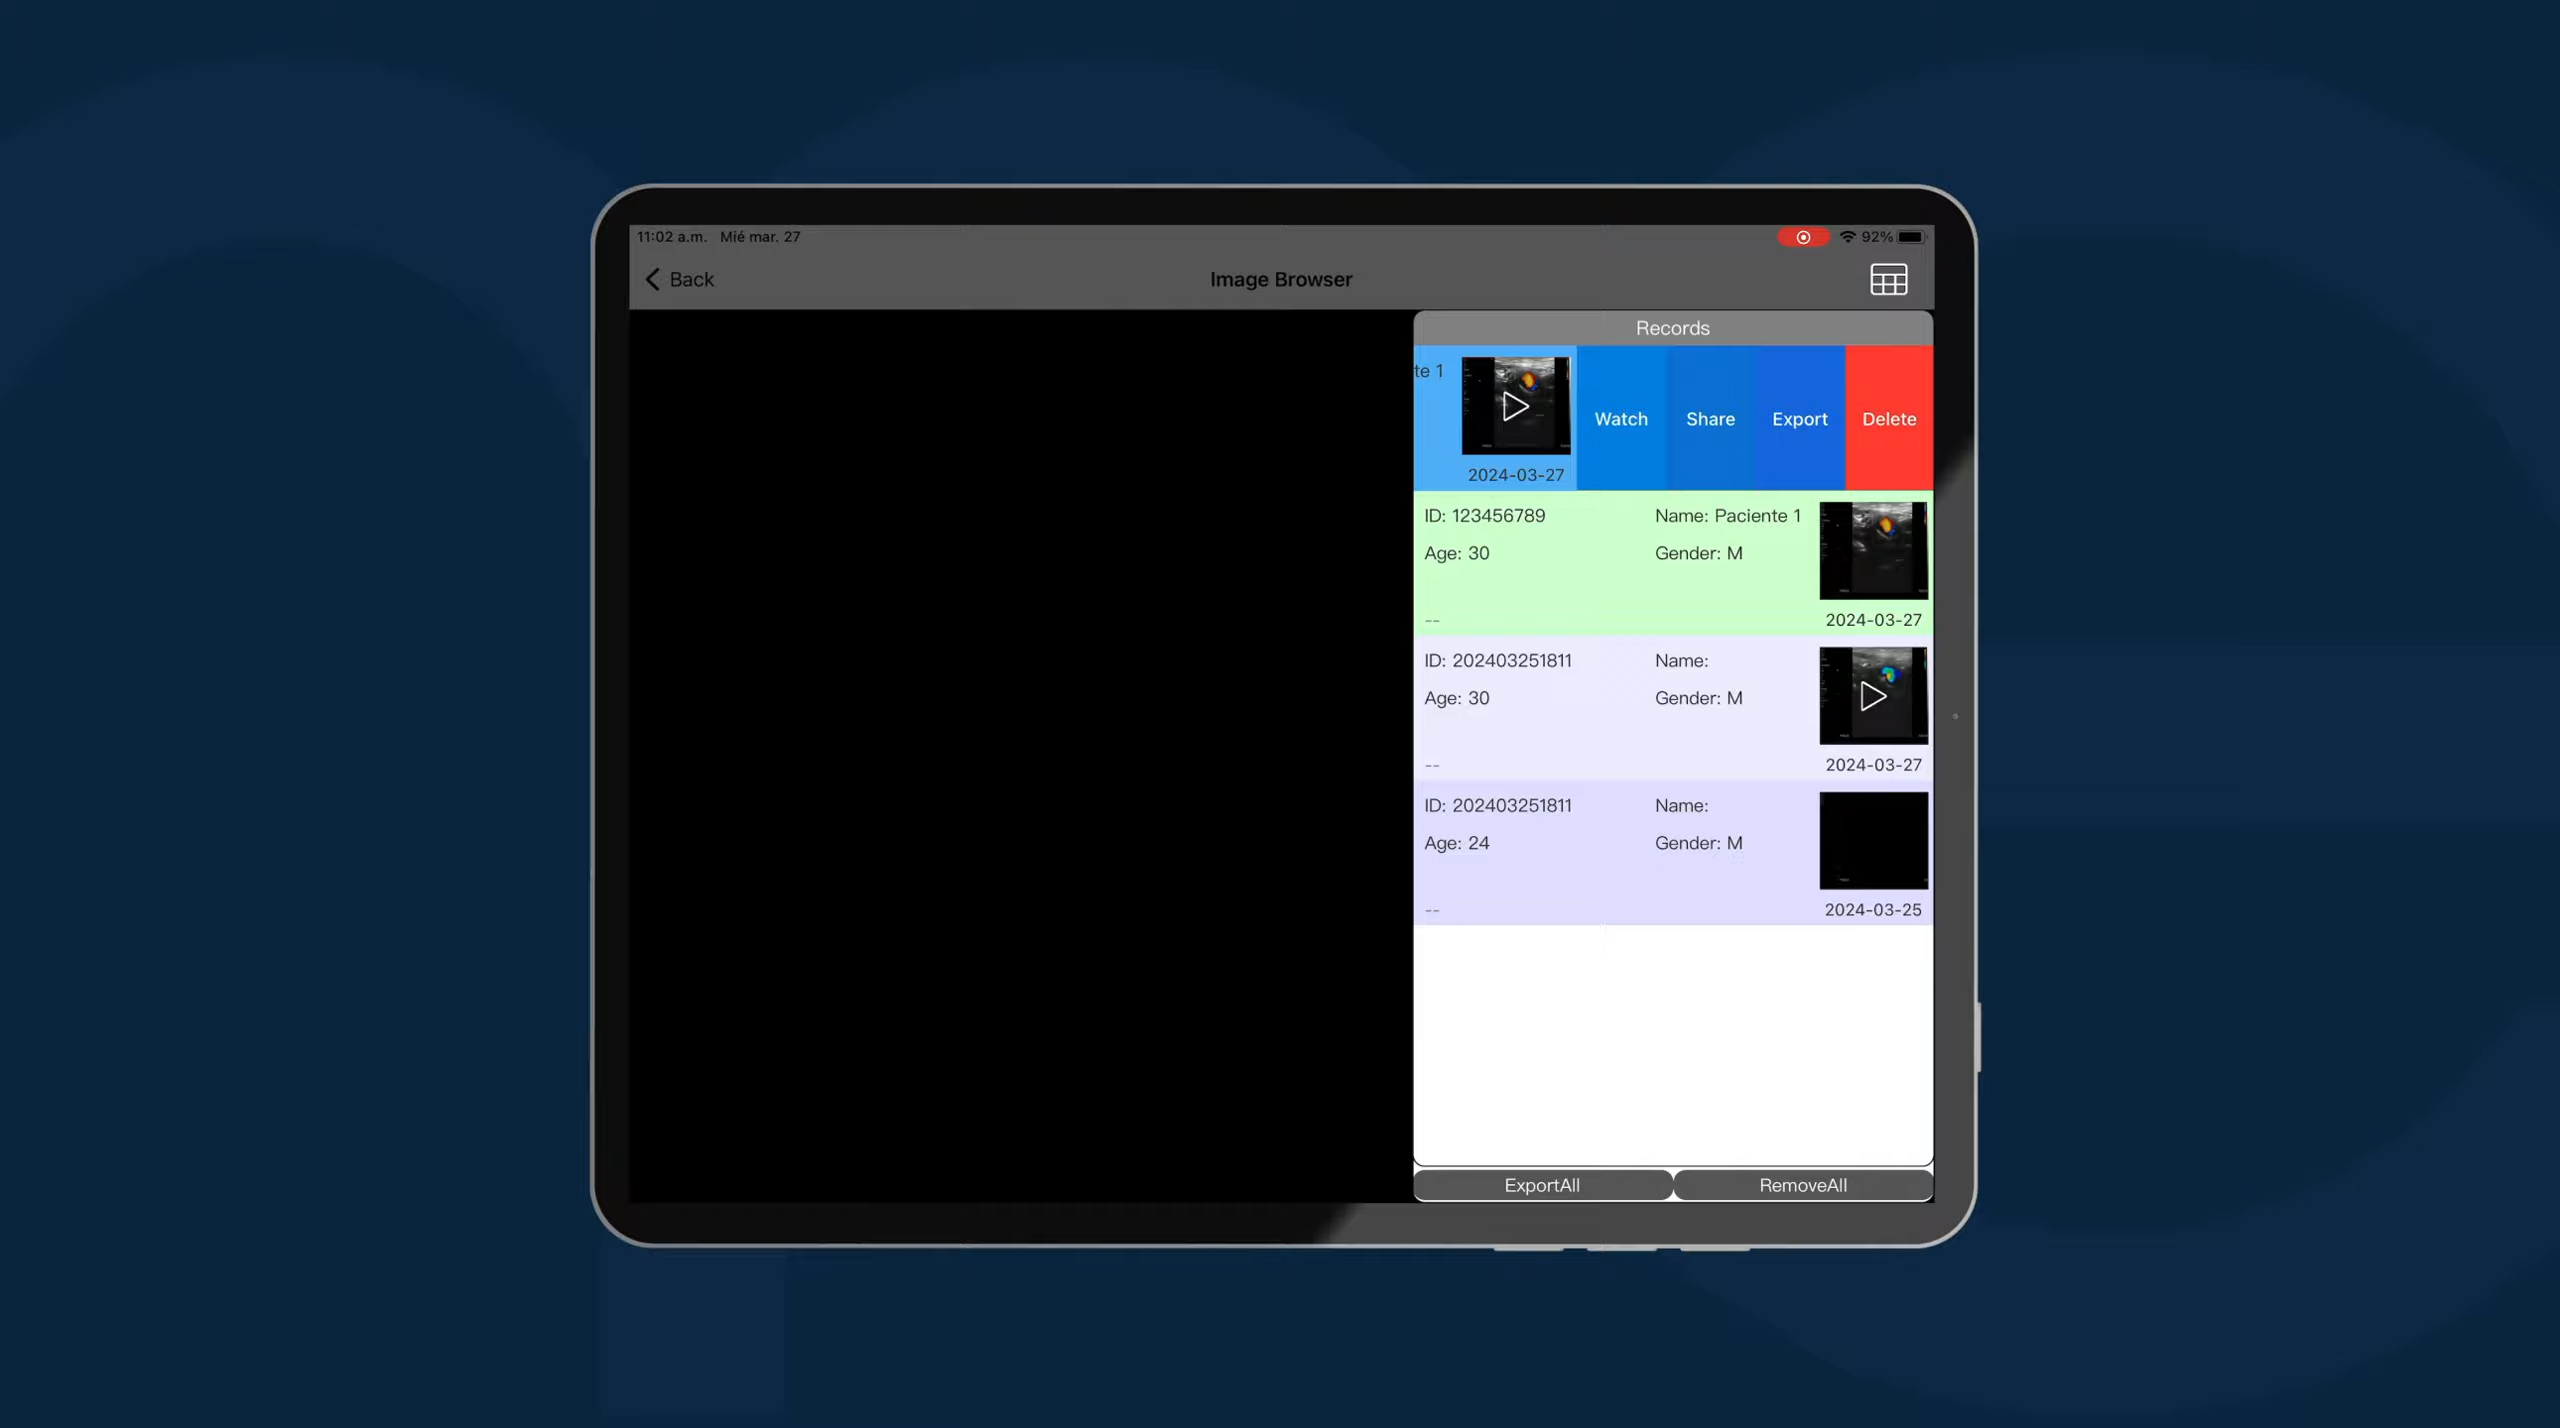 11:02 a.m. Mié mar. 27
92%
Back
Image Browser
Records
te 1
2024-03-27
Watch
Share
Export
Delete
ID: 123456789 Name: Paciente 1
Age: 30 Gender: M
-- 2024-03-27
ID: 202403251811 Name:
Age: 30 Gender: M
-- 2024-03-27
ID: 202403251811 Name:
Age: 24 Gender: M
-- 2024-03-25
ExportAll
RemoveAll